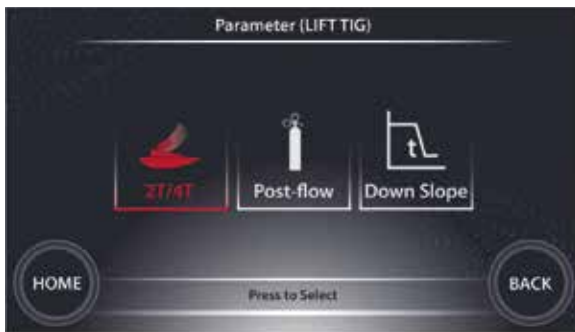 Parameter (LIFT TIG)
2T/4T
Post-flow
Down Slope
t
HOME
Press to Select
BACK